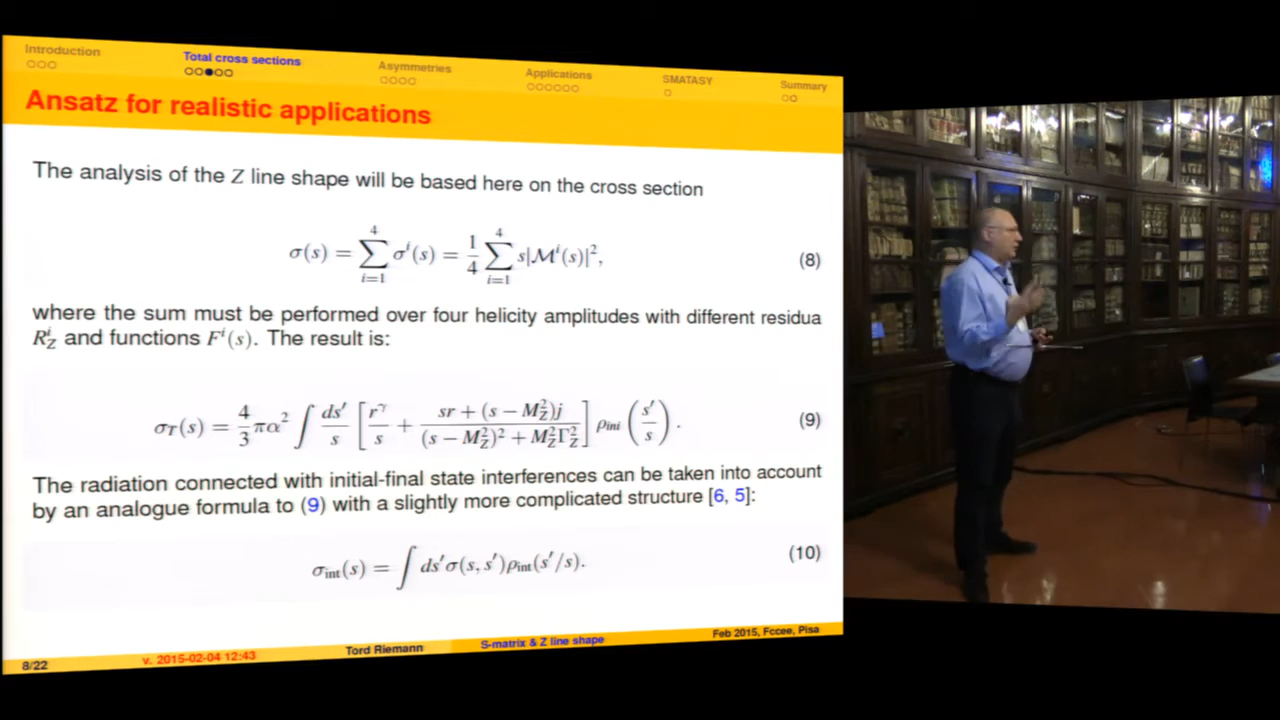 Introduction Total cross sections Asymmetries Applications SMATASY Summary
Ansatz for realistic applications
The analysis of the Z line shape will be based here on the cross section
σ(s) = ∑_{i=1}^{4} σ^i(s) = 1/4 ∑_{i=1}^{4} s|ℳ^i(s)|², (8)
where the sum must be performed over four helicity amplitudes with different residua
R_Z^i and functions F^i(s). The result is:
σ_T(s) = 4/3 πα² ∫ ds′/s [ r^γ/s + (sr + (s − M_Z²)j)/((s − M_Z²)² + M_Z²Γ_Z²) ] ρ_ini (s′/s). (9)
The radiation connected with initial-final state interferences can be taken into account
by an analogue formula to (9) with a slightly more complicated structure [6, 5]:
σ_int(s) = ∫ ds′σ(s, s′)ρ_int(s′/s). (10)
8/22 v. 2015-02-04 12:43 Tord Riemann S-matrix & Z line shape Feb 2015, Fccee, Pisa